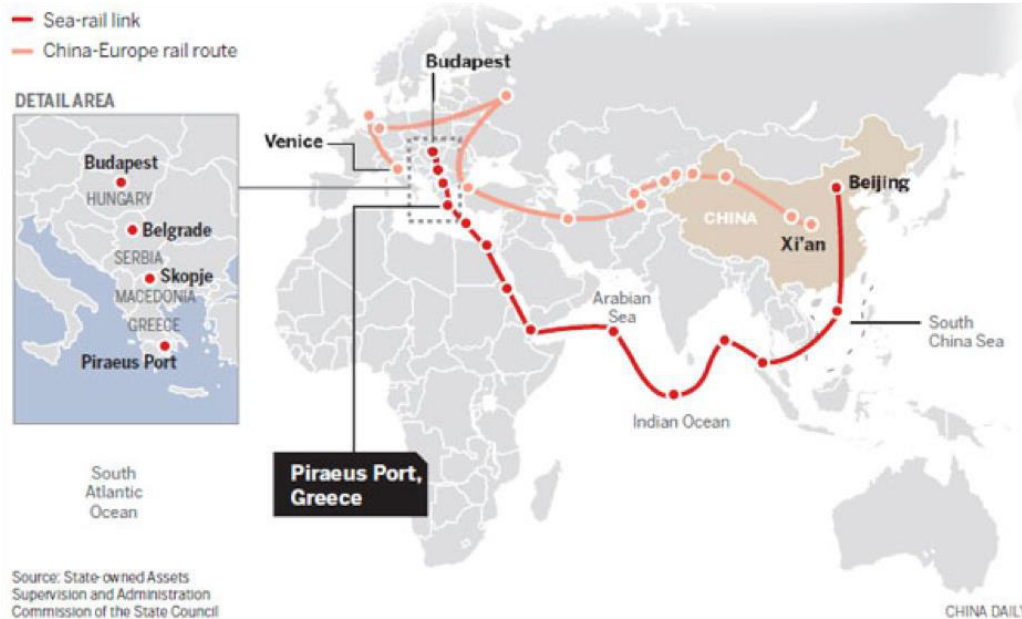 Sea-rail link
China-Europe rail route
DETAIL AREA
Budapest
HUNGARY
Belgrade
SERBIA
Skopje
MACEDONIA
GREECE
Piraeus Port
Budapest
Venice
Beijing
CHINA
Xi'an
Arabian
Sea
South
China Sea
Indian Ocean
Piraeus Port,
Greece
South
Atlantic
Ocean
Source: State-owned Assets
Supervision and Administration
Commission of the State Council
CHINA DAILY